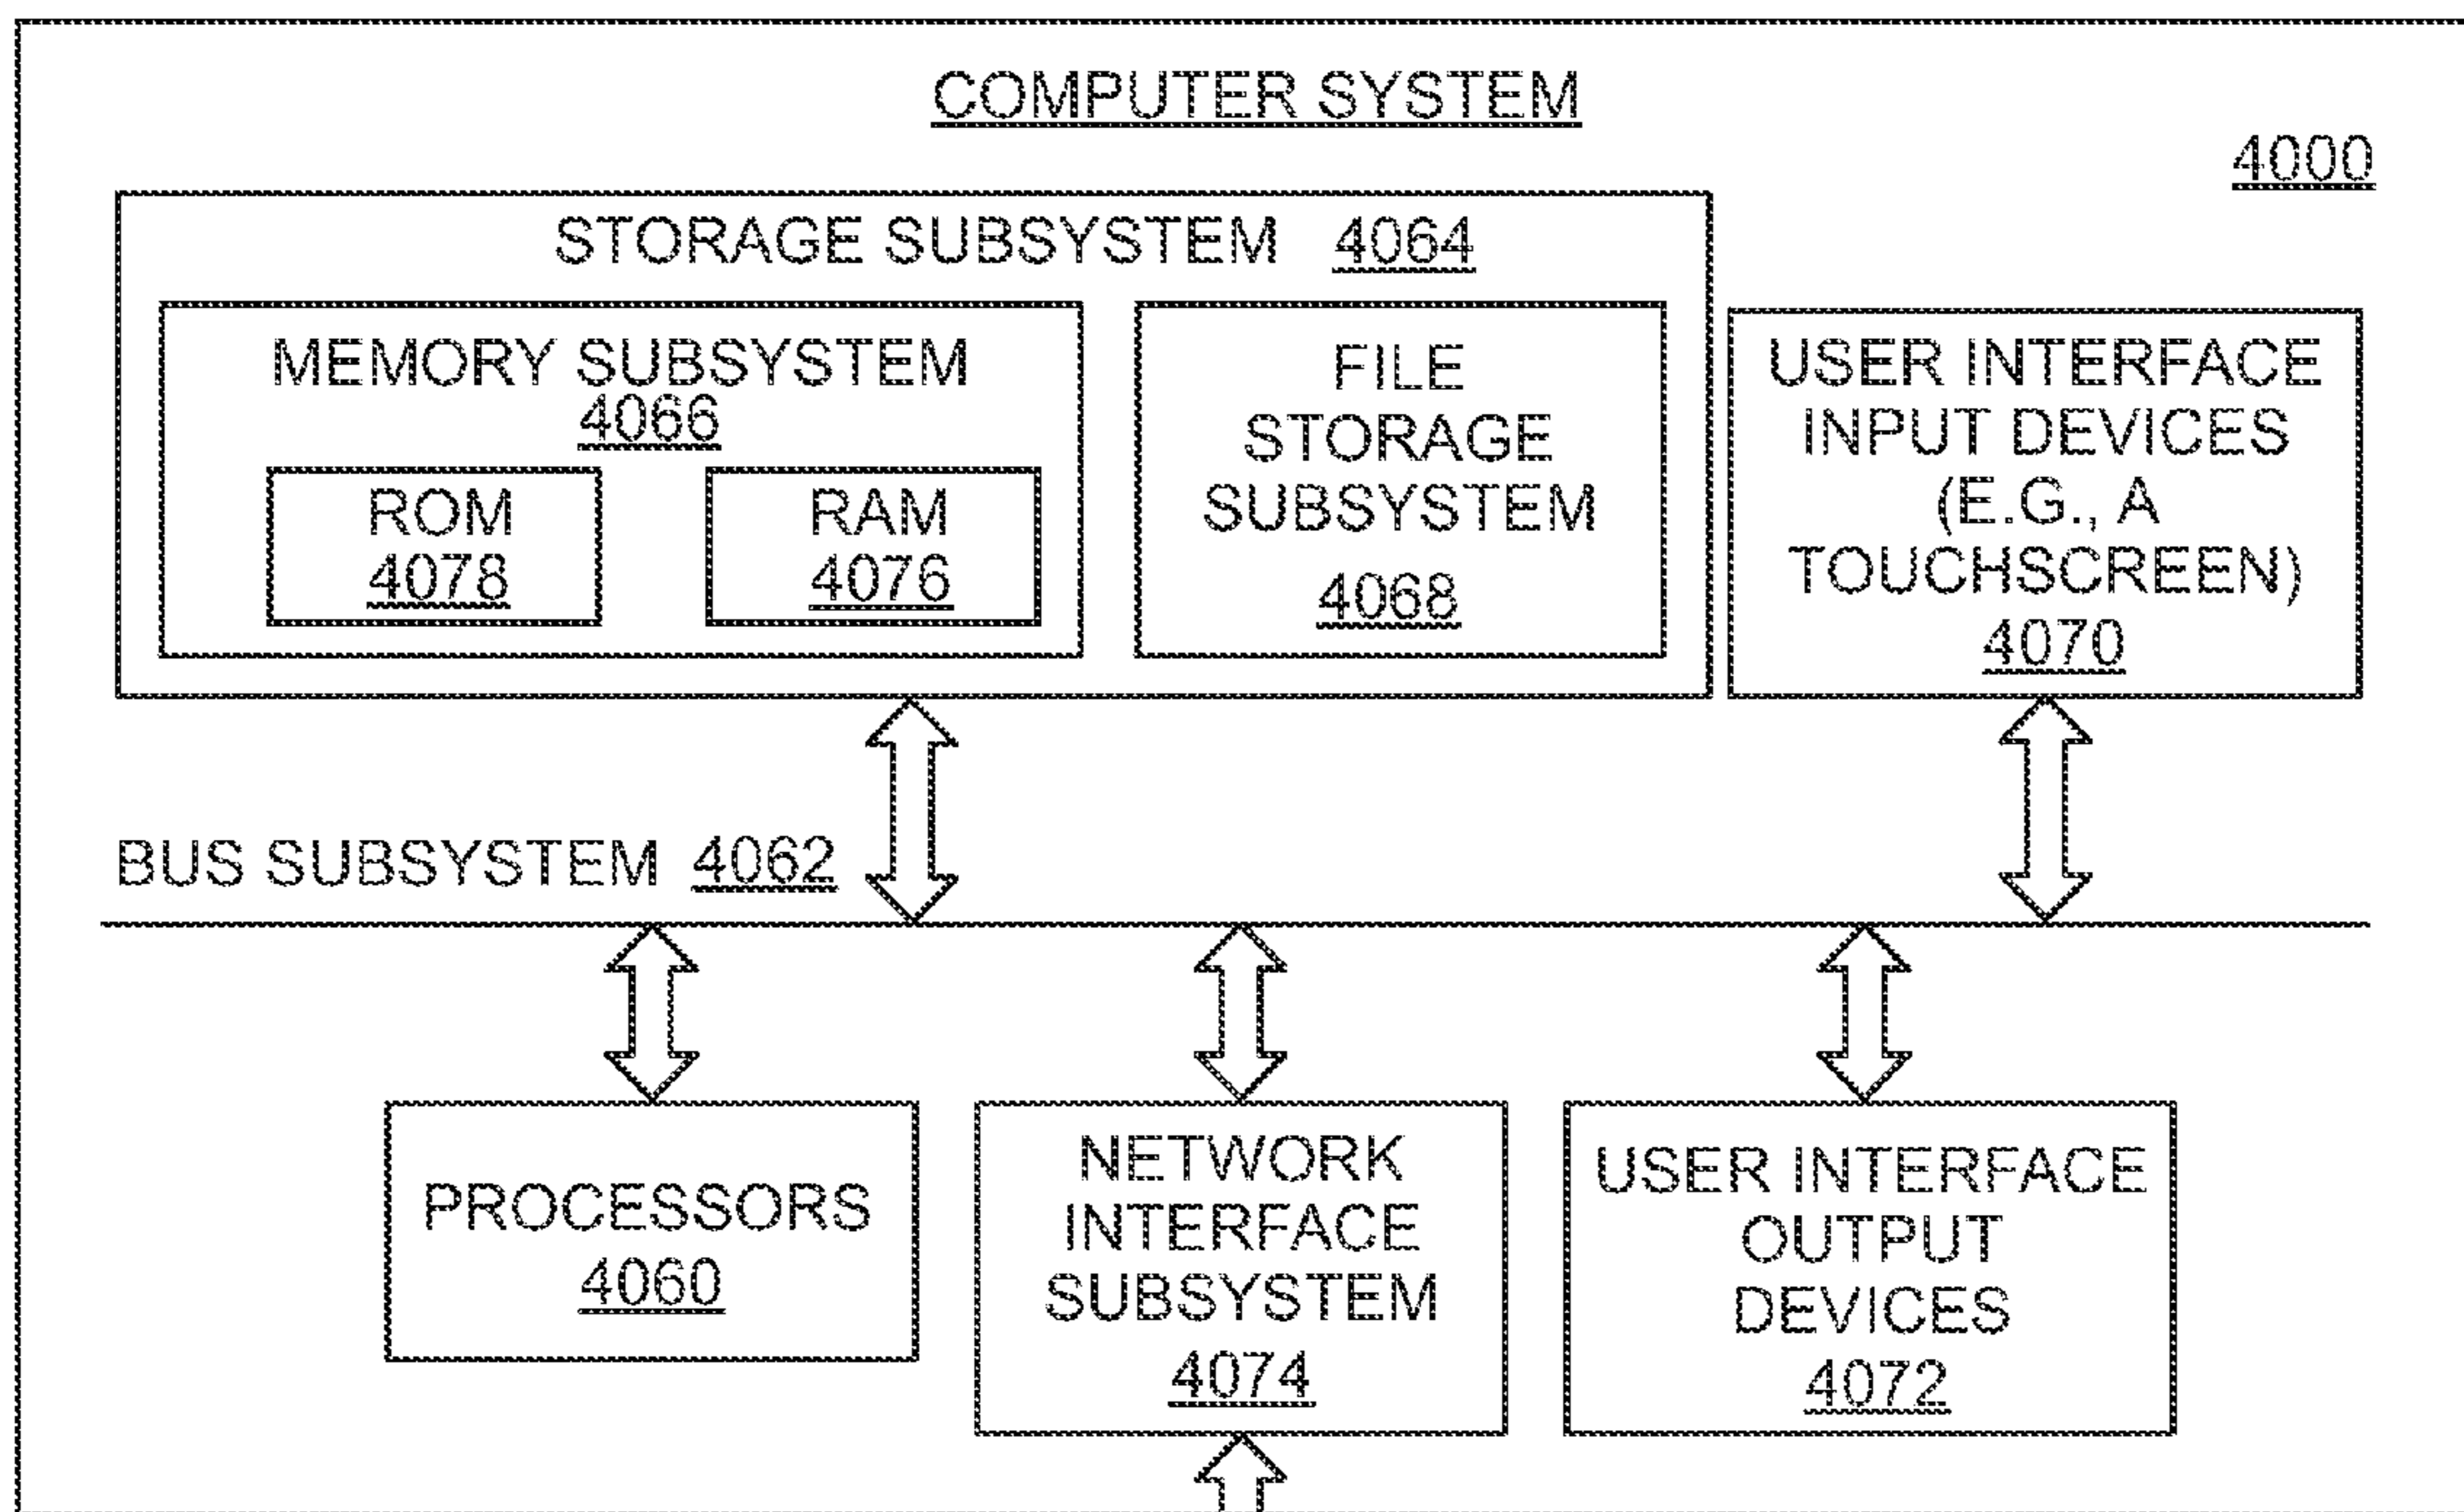 COMPUTER SYSTEM
4000
STORAGE SUBSYSTEM 4064
MEMORY SUBSYSTEM
4066
ROM
4078
RAM
4076
FILE
STORAGE
SUBSYSTEM
4068
USER INTERFACE
INPUT DEVICES
(E.G., A
TOUCHSCREEN)
4070
BUS SUBSYSTEM 4062
PROCESSORS
4060
NETWORK
INTERFACE
SUBSYSTEM
4074
USER INTERFACE
OUTPUT
DEVICES
4072